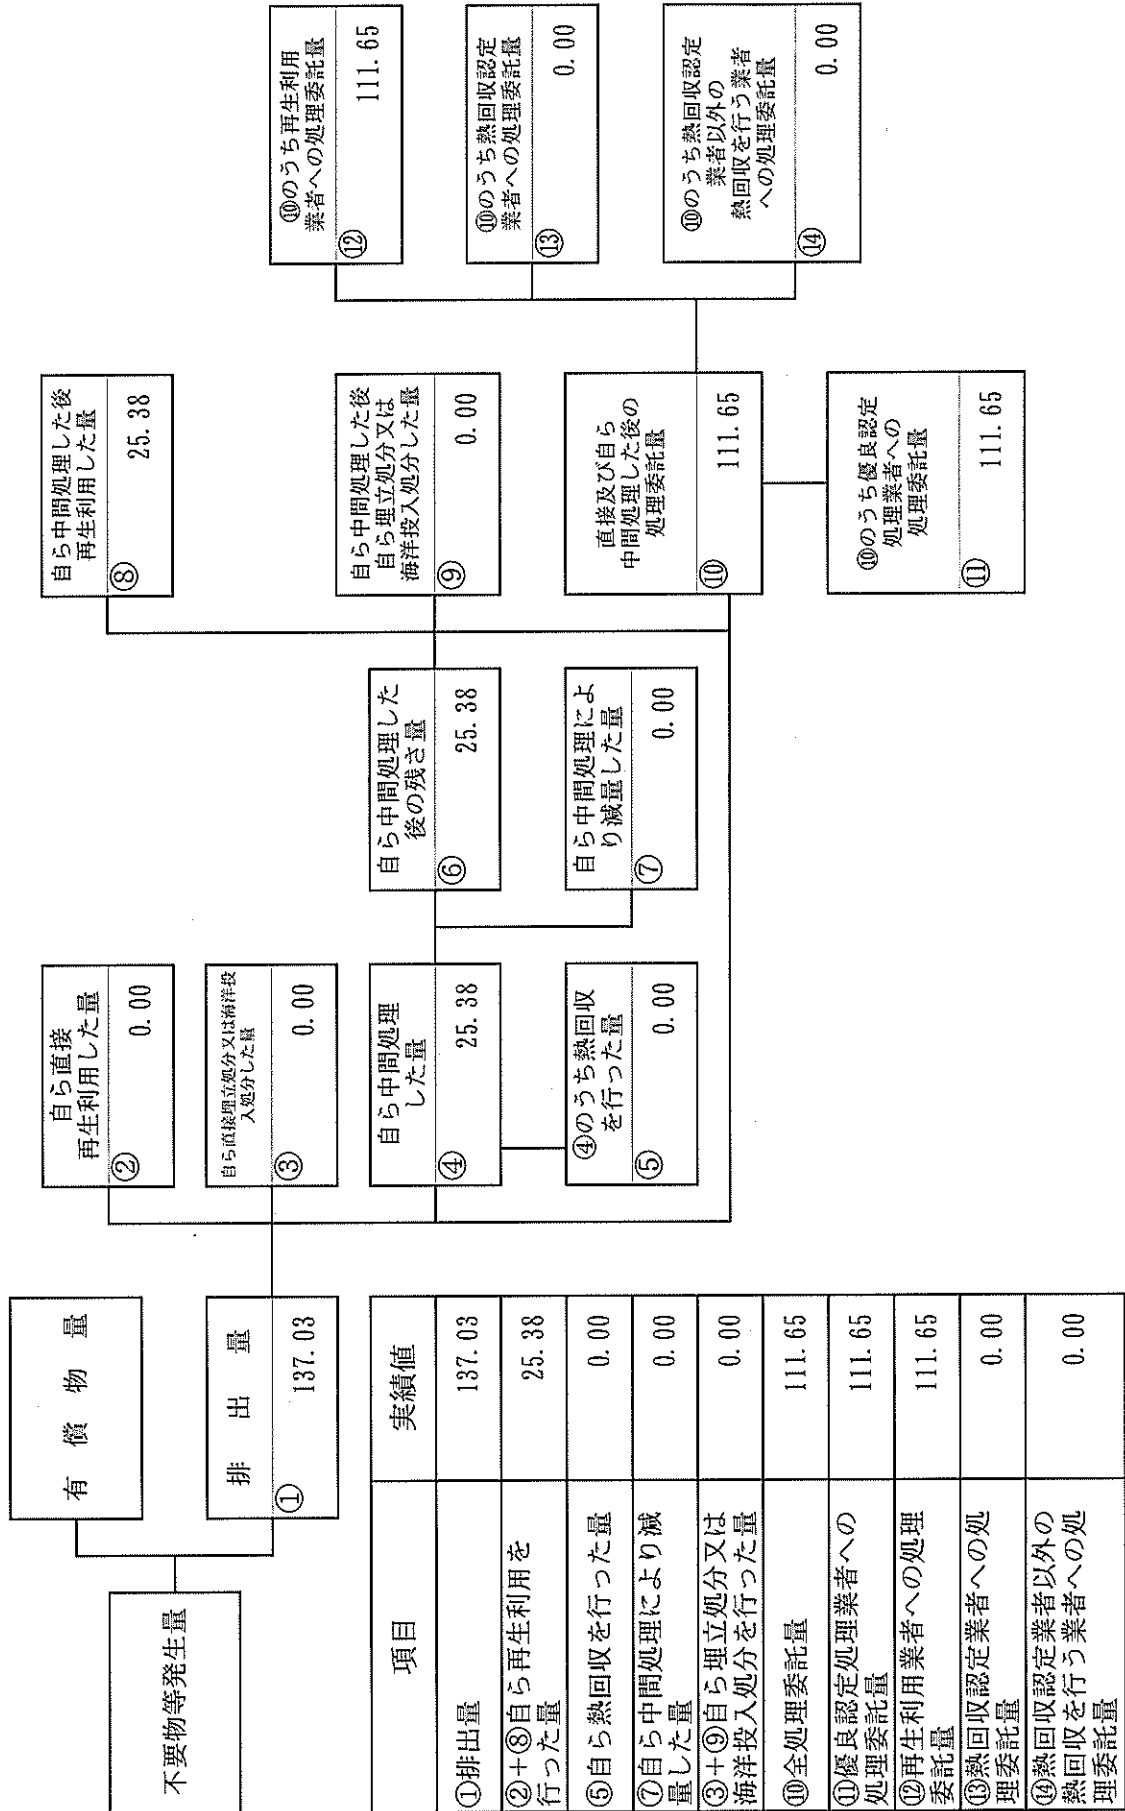 不要物等発生量
有 償 物 量
排 出 量
① 137.03
自ら直接
再生利用した量
② 0.00
自ら直接埋立処分又は海洋投
入処分した量
③ 0.00
自ら中間処理
した量
④ 25.38
④のうち熱回収
を行った量
⑤ 0.00
自ら中間処理した
後の残さ量
⑥ 25.38
自ら中間処理によ
り減量した量
⑦ 0.00
自ら中間処理した後
再生利用した量
⑧ 25.38
自ら中間処理した後
自ら埋立処分又は
海洋投入処分した量
⑨ 0.00
直接及び自ら
中間処理した後の
処理委託量
⑩ 111.65
⑩のうち優良認定
処理業者への
処理委託量
⑪ 111.65
⑩のうち再生利用
業者への処理委託量
⑫ 111.65
⑩のうち熱回収認定
業者への処理委託量
⑬ 0.00
⑩のうち熱回収認定
業者以外の
熱回収を行う業者
への処理委託量
⑭ 0.00
項目 実績値
①排出量 137.03
②+⑧自ら再生利用を
行った量 25.38
⑤自ら熱回収を行った量 0.00
⑦自ら中間処理により減
量した量 0.00
③+⑨自ら埋立処分又は
海洋投入処分を行った量 0.00
⑩全処理委託量 111.65
⑪優良認定処理業者への
処理委託量 111.65
⑫再生利用業者への処理
委託量 111.65
⑬熱回収認定業者への処
理委託量 0.00
⑭熱回収認定業者以外の
熱回収を行う業者への処
理委託量 0.00